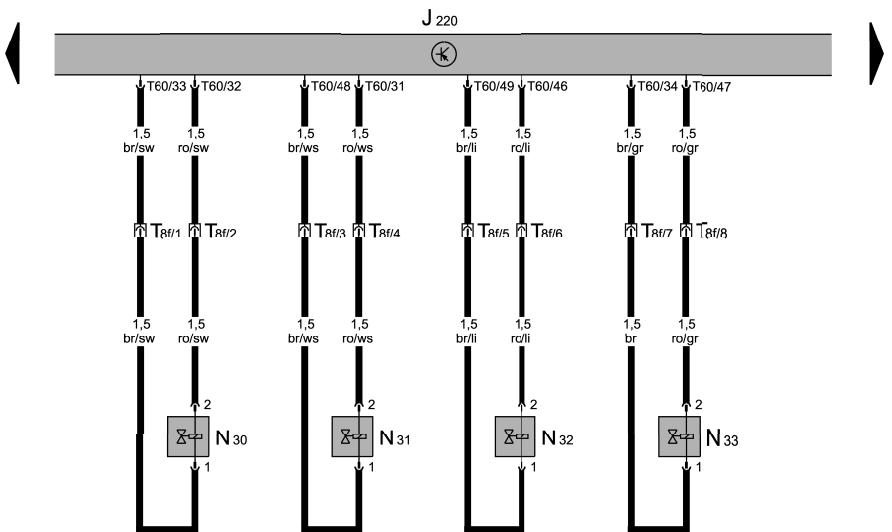 J 220
T60/33 T60/32 T60/48 T60/31 T60/49 T60/46 T60/34 T60/47
1,5 1,5 1,5 1,5 1,5 1,5 1,5 1,5
br/sw ro/sw br/ws ro/ws br/li ro/li br/gr ro/gr
T8f/1 T8f/2 T8f/3 T8f/4 T8f/5 T8f/6 T8f/7 T8f/8
1,5 1,5 1,5 1,5 1,5 1,5 1,5 1,5
br/sw ro/sw br/ws ro/ws br/li ro/li br ro/gr
2 2 2 2
N 30 N 31 N 32 N 33
1 1 1 1